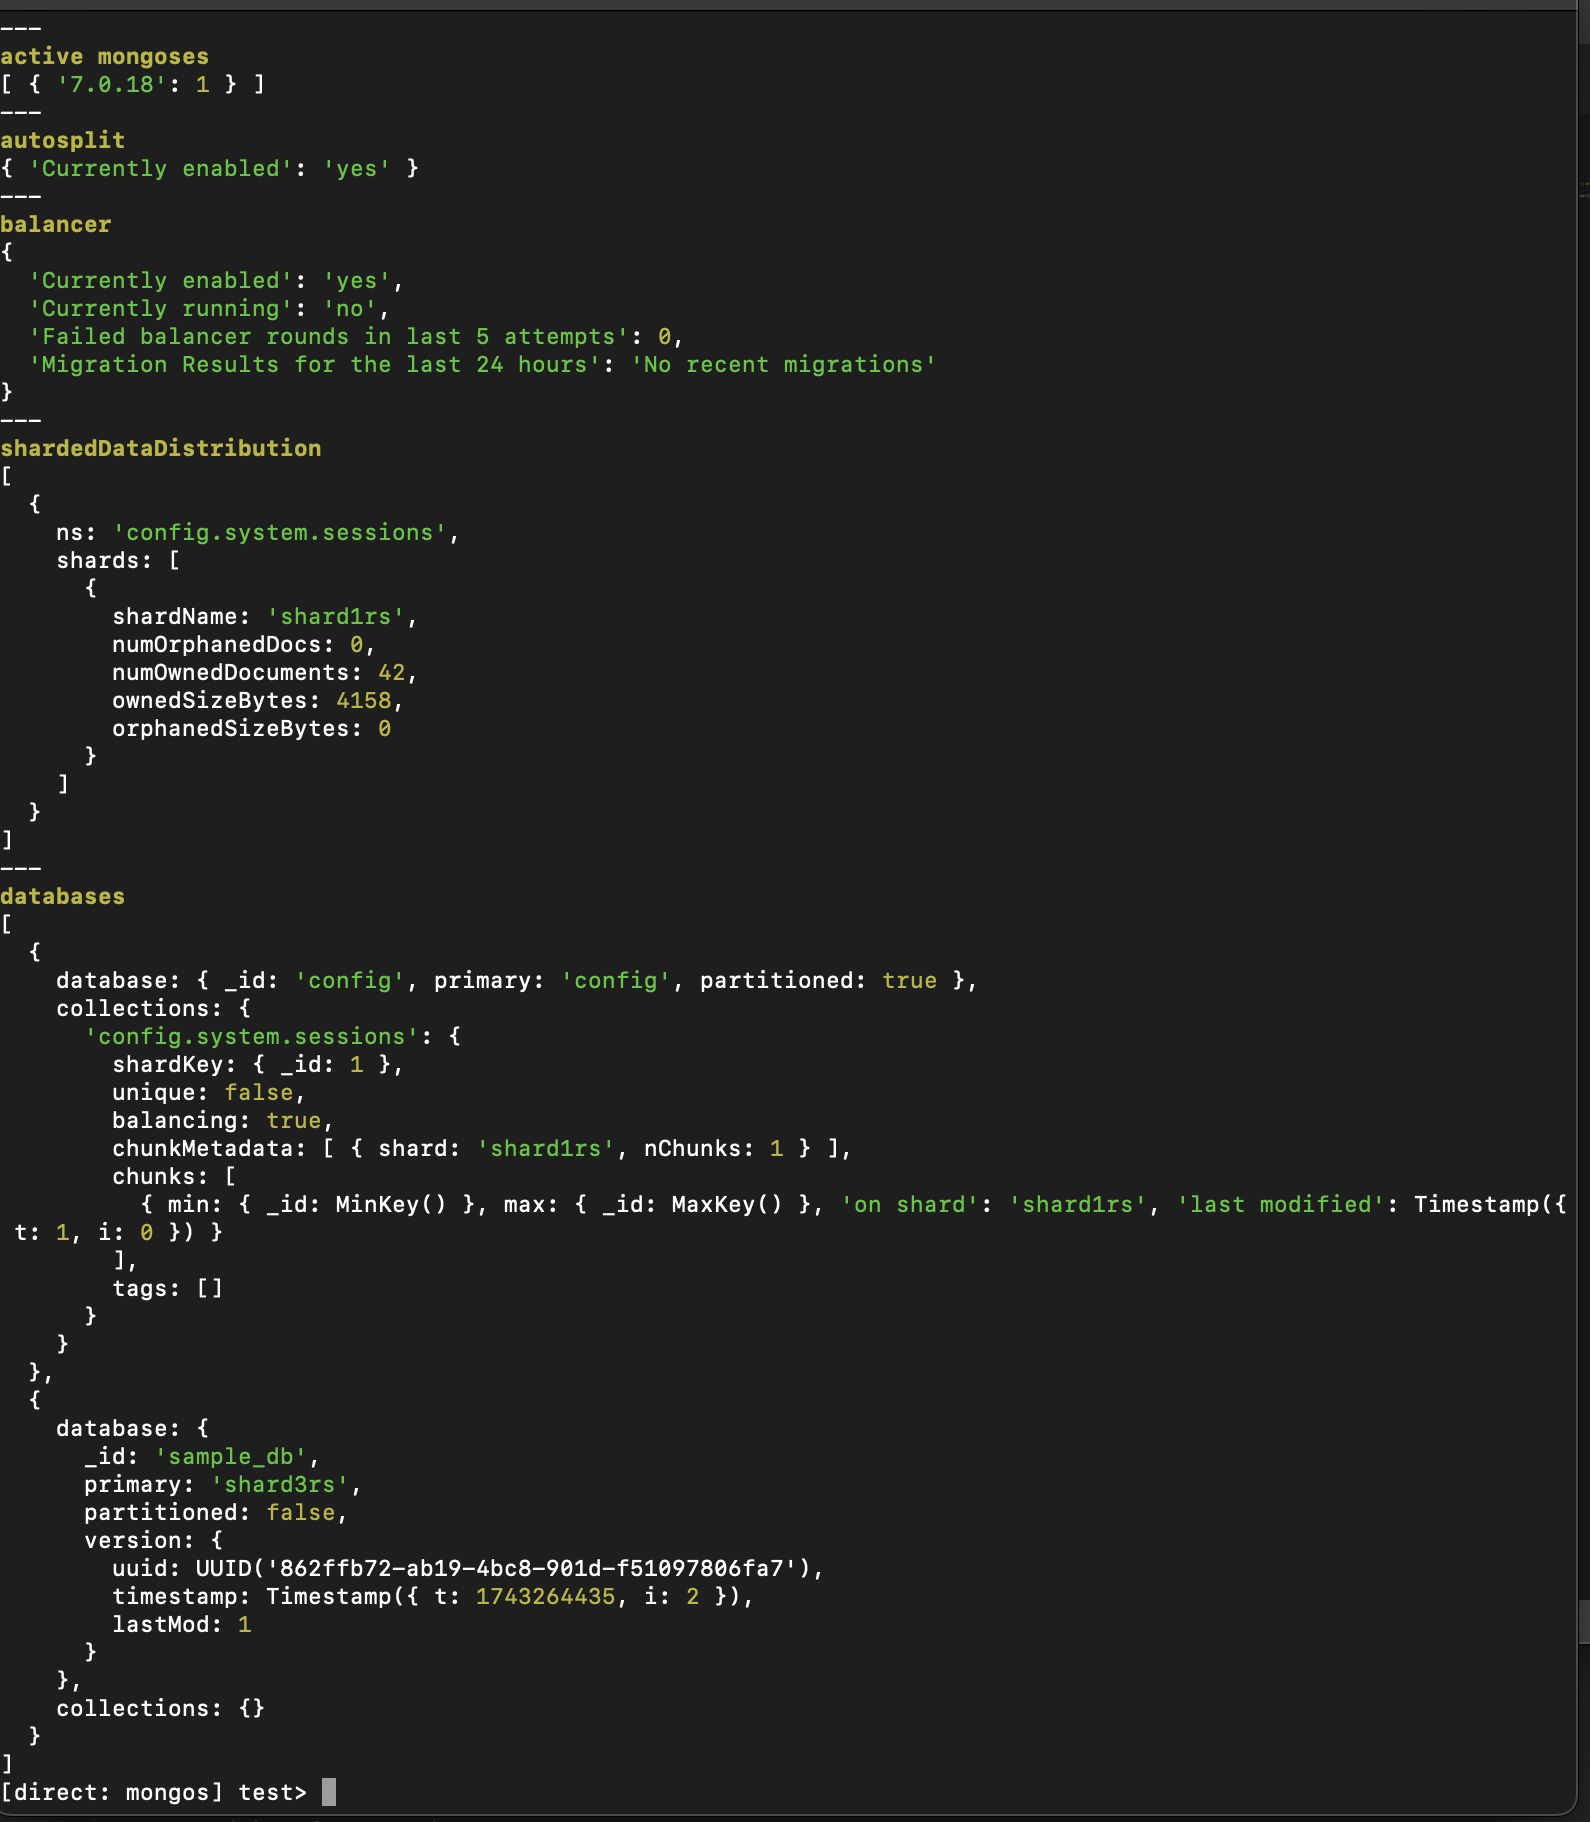 ---
active mongoses
[ { '7.0.18': 1 } ]
---
autosplit
{ 'Currently enabled': 'yes' }
---
balancer
{
  'Currently enabled': 'yes',
  'Currently running': 'no',
  'Failed balancer rounds in last 5 attempts': 0,
  'Migration Results for the last 24 hours': 'No recent migrations'
}
---
shardedDataDistribution
[
  {
    ns: 'config.system.sessions',
    shards: [
      {
        shardName: 'shard1rs',
        numOrphanedDocs: 0,
        numOwnedDocuments: 42,
        ownedSizeBytes: 4158,
        orphanedSizeBytes: 0
      }
    ]
  }
]
---
databases
[
  {
    database: { _id: 'config', primary: 'config', partitioned: true },
    collections: {
      'config.system.sessions': {
        shardKey: { _id: 1 },
        unique: false,
        balancing: true,
        chunkMetadata: [ { shard: 'shard1rs', nChunks: 1 } ],
        chunks: [
          { min: { _id: MinKey() }, max: { _id: MaxKey() }, 'on shard': 'shard1rs', 'last modified': Timestamp({
 t: 1, i: 0 }) }
        ],
        tags: []
      }
    }
  },
  {
    database: {
      _id: 'sample_db',
      primary: 'shard3rs',
      partitioned: false,
      version: {
        uuid: UUID('862ffb72-ab19-4bc8-901d-f51097806fa7'),
        timestamp: Timestamp({ t: 1743264435, i: 2 }),
        lastMod: 1
      }
    },
    collections: {}
  }
]
[direct: mongos] test>